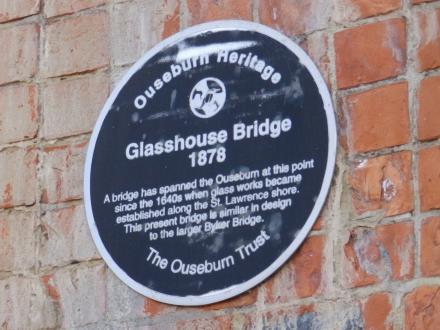 Ouseburn Heritage
Glasshouse Bridge
1878
A bridge has spanned the Ouseburn at this point
since the 1640s when glass works became
established along the St. Lawrence shore.
This present bridge is similar in design
to the larger Byker Bridge.
The Ouseburn Trust